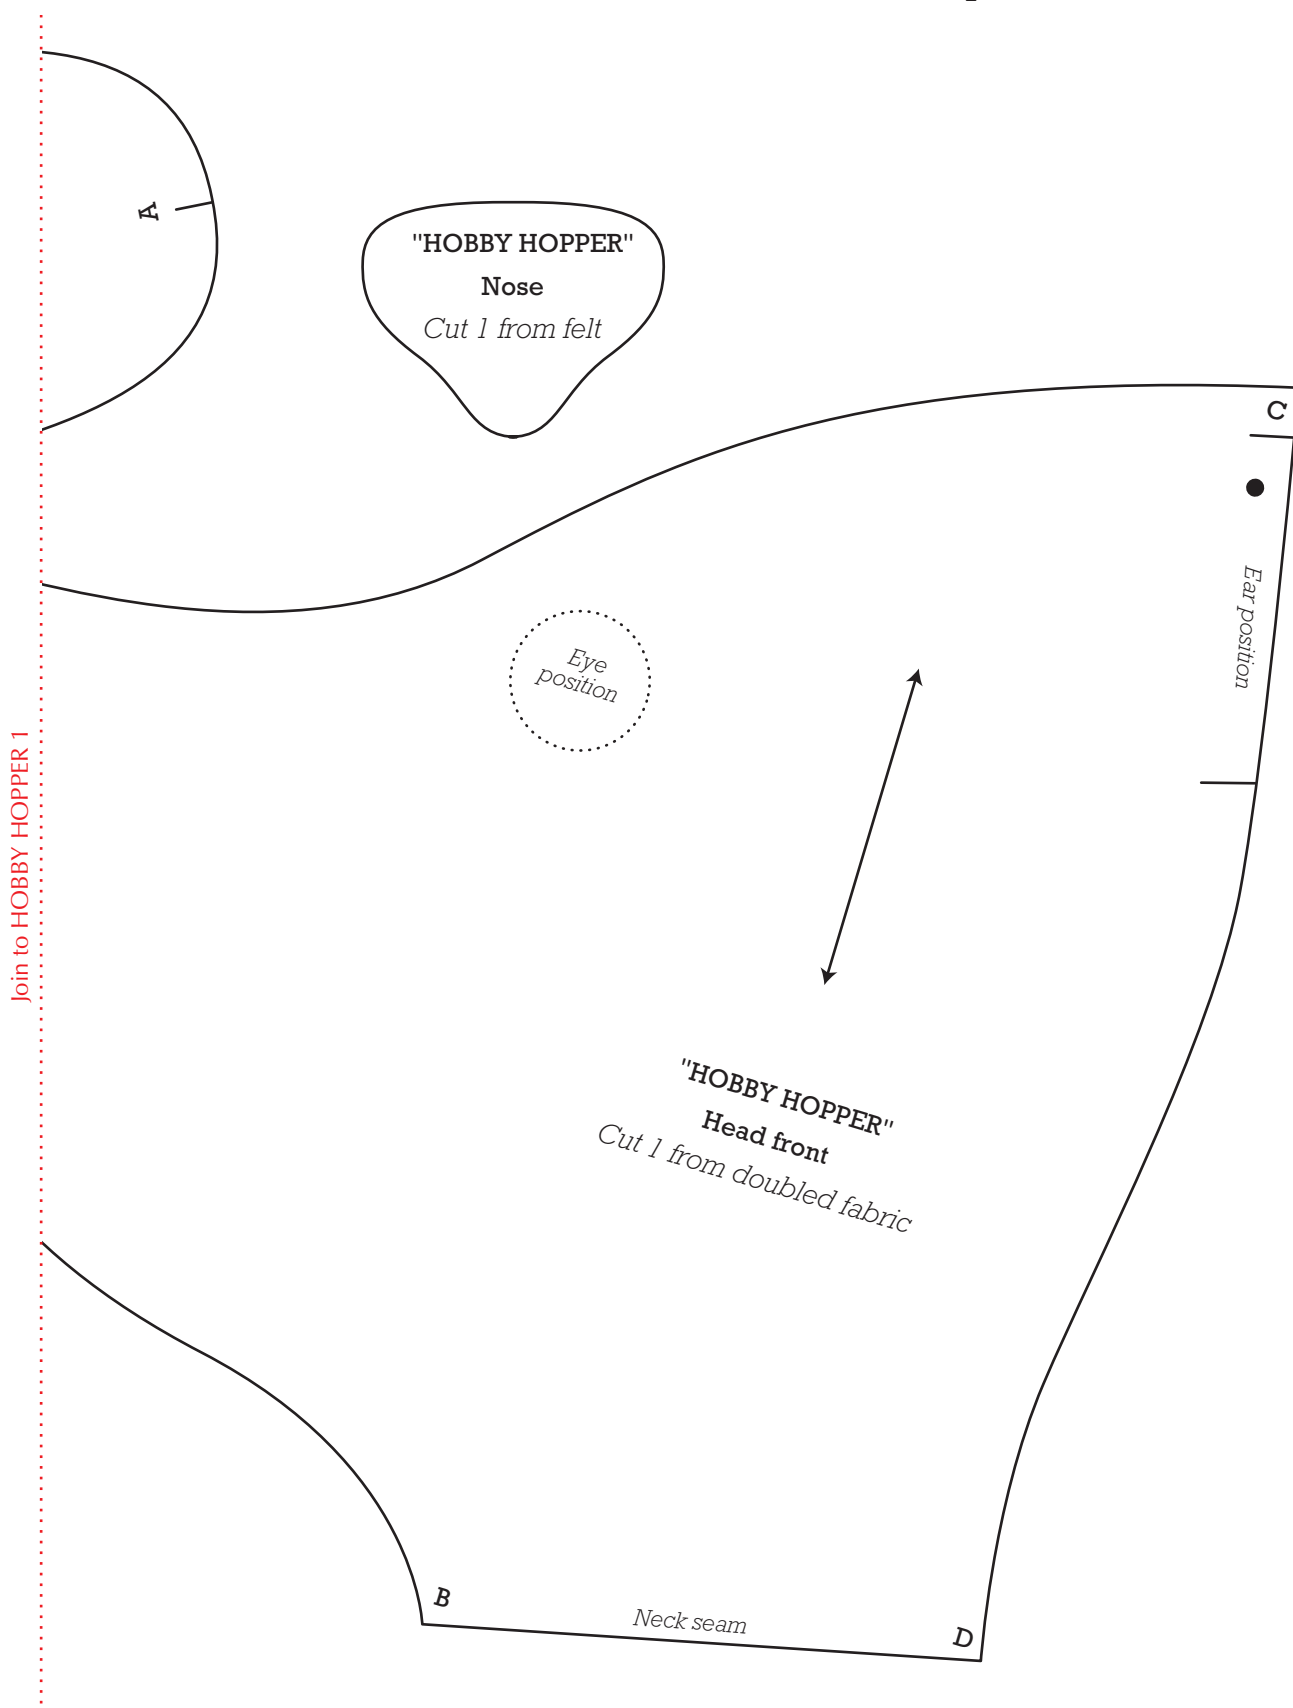 A
"HOBBY HOPPER"
Nose
Cut 1 from felt
C
Ear position
Eye
position
Join to HOBBY HOPPER 1
"HOBBY HOPPER"
Head front
Cut 1 from doubled fabric
B
Neck seam
D